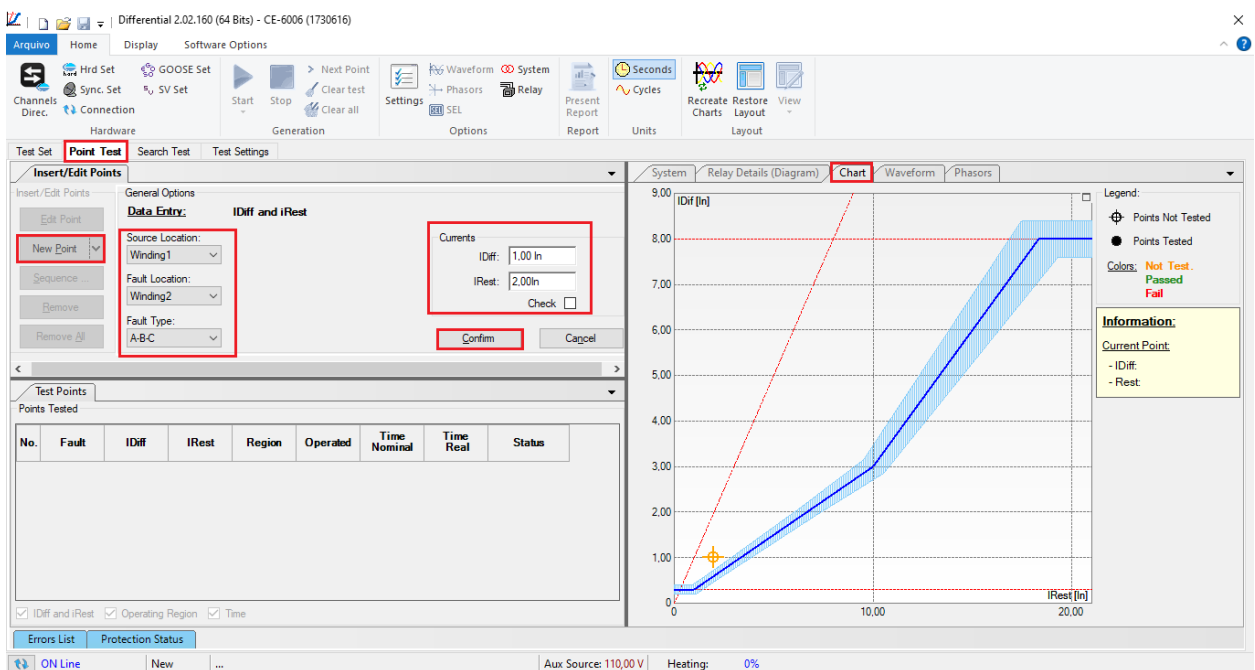 Differential 2.02.160 (64 Bits) - CE-6006 (1730616)
Arquivo Home Display Software Options
Channels Direc.
Hrd Set
Sync. Set
Connection
GOOSE Set
SV Set
Hardware
Start
Stop
Next Point
Clear test
Clear all
Generation
Settings
Waveform
Phasors
SEL
System
Relay
Options
Present Report
Report
Seconds
Cycles
Units
Recreate Charts
Restore Layout
View
Layout
Test Set Point Test Search Test Test Settings
Insert/Edit Points
Insert/Edit Points
Edit Point
New Point
Sequence ...
Remove
Remove All
General Options
Data Entry: IDiff and iRest
Source Location:
Winding1
Fault Location:
Winding2
Fault Type:
A-B-C
Currents
IDiff: 1,00 In
IRest: 2,00In
Check
Confirm Cancel
Test Points
Points Tested
No. Fault IDiff IRest Region Operated Time Nominal Time Real Status
IDiff and iRest Operating Region Time
System Relay Details (Diagram) Chart Waveform Phasors
IDif [In]
9,00
8,00
7,00
6,00
5,00
4,00
3,00
2,00
1,00
0
0 10,00 20,00
IRest [In]
Legend:
Points Not Tested
Points Tested
Colors: Not Test.
Passed
Fail
Information:
Current Point:
- IDiff:
- Rest:
Errors List Protection Status
ON Line New ... Aux Source: 110,00 V Heating: 0%